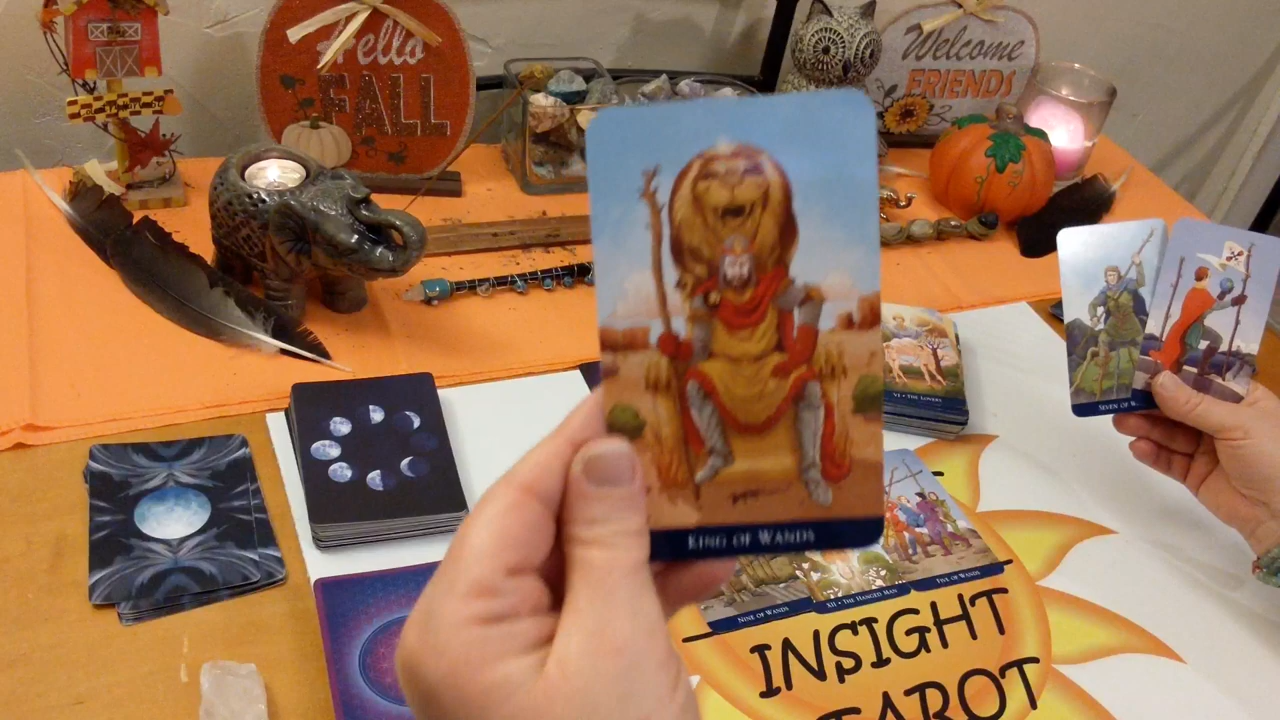 Hello
FALL
Welcome
FRIENDS
KING OF WANDS
VI • THE LOVERS
SEVEN OF W
NINE OF WANDS
XII • THE HANGED MAN
FIVE OF WANDS
INSIGHT
TAROT